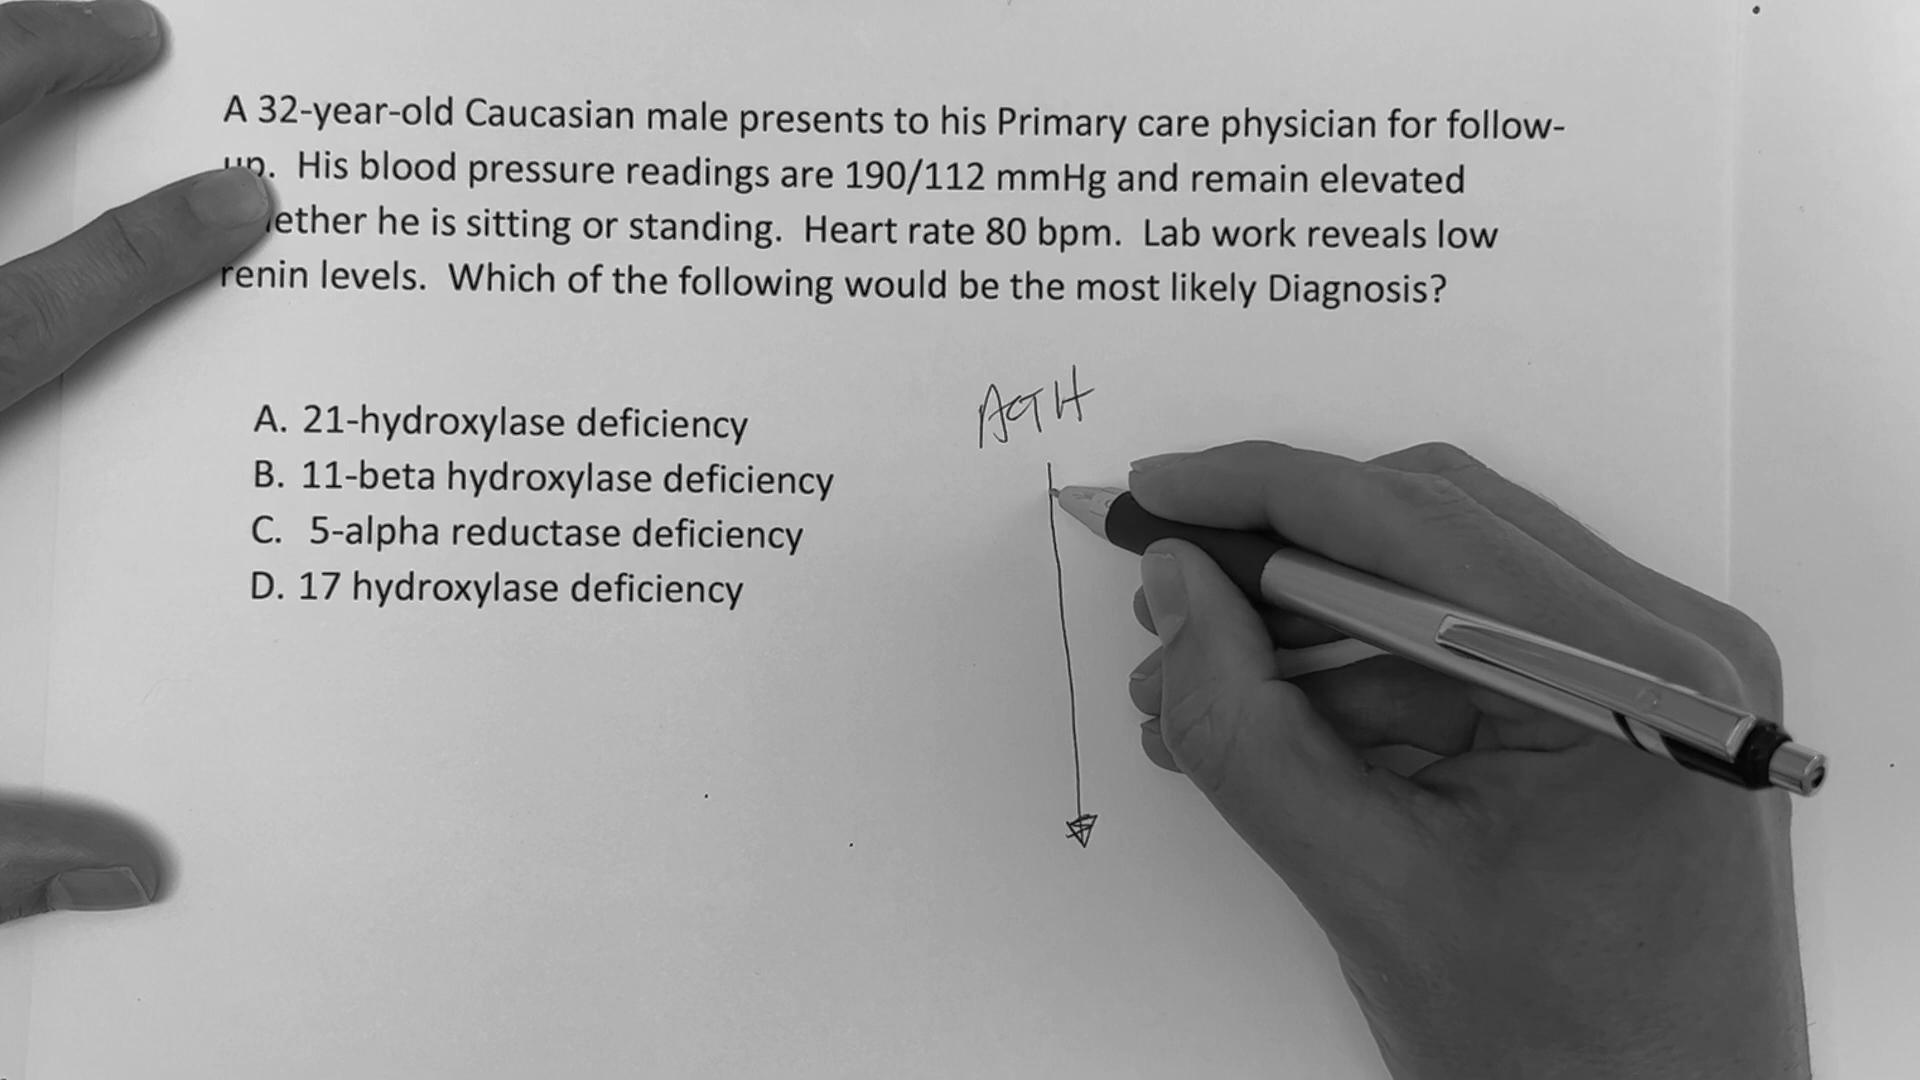 A 32-year-old Caucasian male presents to his Primary care physician for follow-
up. His blood pressure readings are 190/112 mmHg and remain elevated
ether he is sitting or standing. Heart rate 80 bpm. Lab work reveals low
renin levels. Which of the following would be the most likely Diagnosis?
ACTH
A. 21-hydroxylase deficiency
B. 11-beta hydroxylase deficiency
C. 5-alpha reductase deficiency
D. 17 hydroxylase deficiency